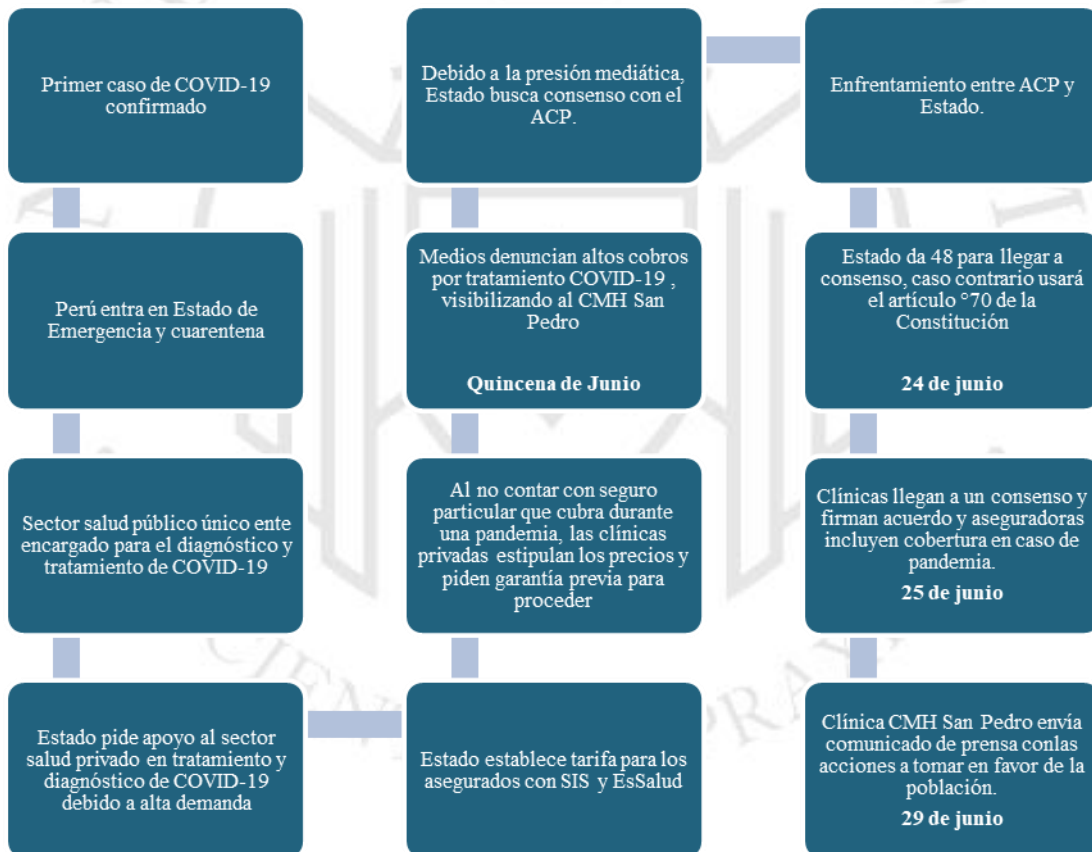 Primer caso de COVID-19
confirmado
Perú entra en Estado de
Emergencia y cuarentena
Sector salud público único ente
encargado para el diagnóstico y
tratamiento de COVID-19
Estado pide apoyo al sector
salud privado en tratamiento y
diagnóstico de COVID-19
debido a alta demanda
Estado establece tarifa para los
asegurados con SIS y EsSalud
Al no contar con seguro
particular que cubra durante
una pandemia, las clínicas
privadas estipulan los precios y
piden garantía previa para
proceder
Medios denuncian altos cobros
por tratamiento COVID-19 ,
visibilizando al CMH San
Pedro
Quincena de Junio
Debido a la presión mediática,
Estado busca consenso con el
ACP.
Enfrentamiento entre ACP y
Estado.
Estado da 48 para llegar a
consenso, caso contrario usará
el artículo °70 de la
Constitución
24 de junio
Clínicas llegan a un consenso y
firman acuerdo y aseguradoras
incluyen cobertura en caso de
pandemia.
25 de junio
Clínica CMH San Pedro envía
comunicado de prensa conlas
acciones a tomar en favor de la
población.
29 de junio